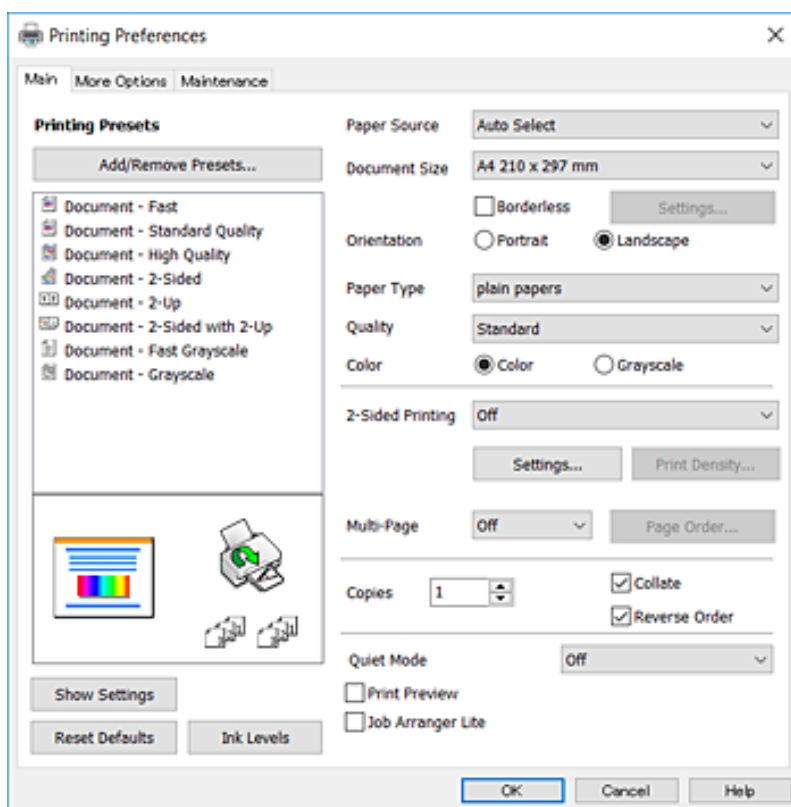 Printing Preferences
Main More Options Maintenance
Printing Presets
Add/Remove Presets...
Document - Fast
Document - Standard Quality
Document - High Quality
Document - 2-Sided
Document - 2-Up
Document - 2-Sided with 2-Up
Document - Fast Grayscale
Document - Grayscale
Show Settings
Reset Defaults Ink Levels
Paper Source Auto Select
Document Size A4 210 x 297 mm
Borderless Settings...
Orientation Portrait Landscape
Paper Type plain papers
Quality Standard
Color Color Grayscale
2-Sided Printing Off
Settings... Print Density...
Multi-Page Off Page Order...
Copies 1 Collate
Reverse Order
Quiet Mode Off
Print Preview
Job Arranger Lite
OK Cancel Help